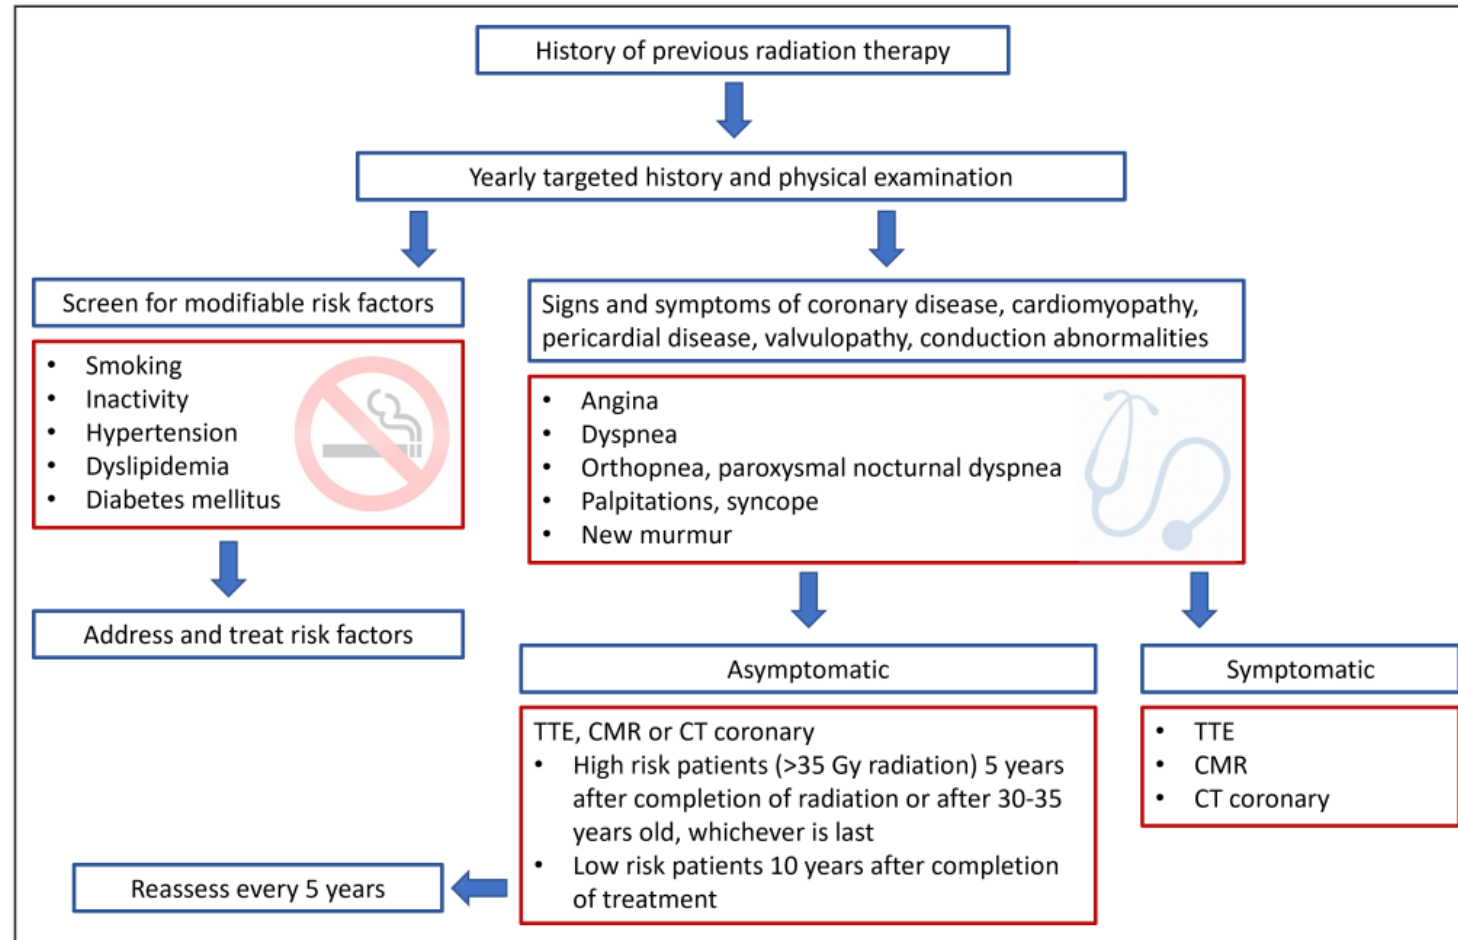 History of previous radiation therapy
Yearly targeted history and physical examination
Screen for modifiable risk factors
• Smoking
• Inactivity
• Hypertension
• Dyslipidemia
• Diabetes mellitus
Address and treat risk factors
Signs and symptoms of coronary disease, cardiomyopathy,
pericardial disease, valvulopathy, conduction abnormalities
• Angina
• Dyspnea
• Orthopnea, paroxysmal nocturnal dyspnea
• Palpitations, syncope
• New murmur
Asymptomatic
TTE, CMR or CT coronary
• High risk patients (>35 Gy radiation) 5 years
after completion of radiation or after 30-35
years old, whichever is last
• Low risk patients 10 years after completion
of treatment
Reassess every 5 years
Symptomatic
• TTE
• CMR
• CT coronary